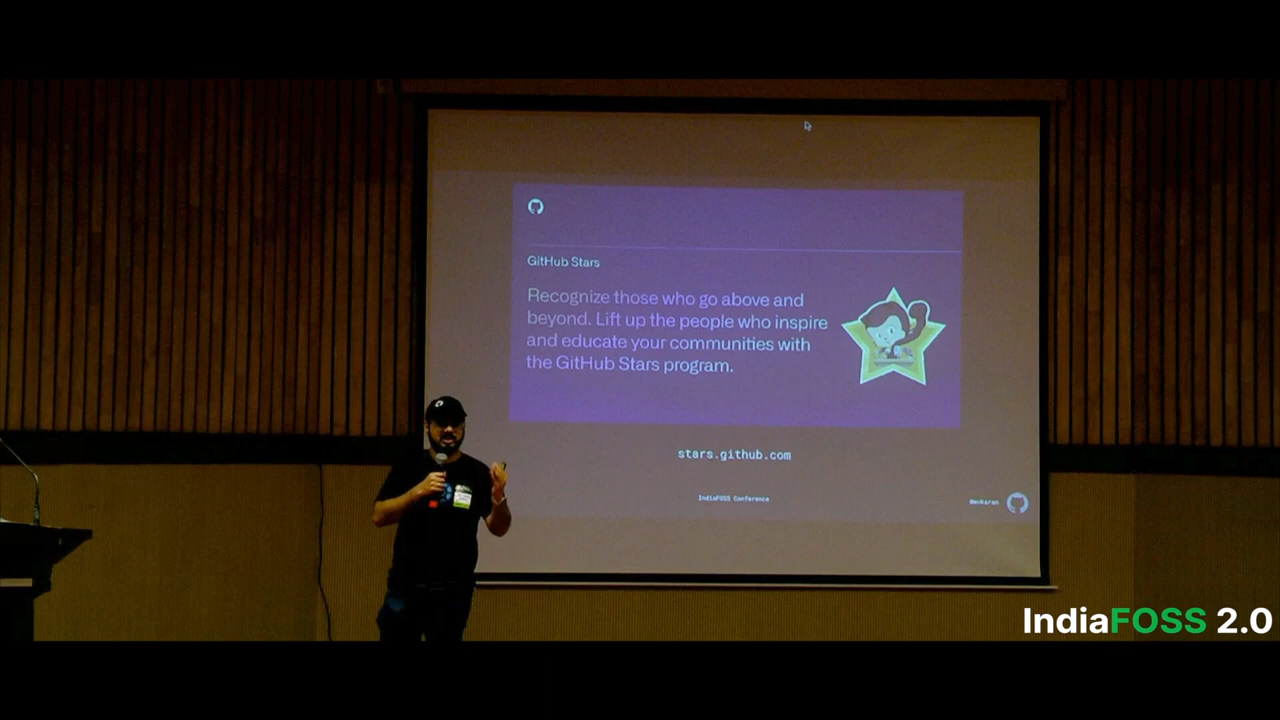 GitHub Stars
Recognize those who go above and
beyond. Lift up the people who inspire
and educate your communities with
the GitHub Stars program.
stars.github.com
IndiaFOSS Conference
@mvkaran
IndiaFOSS 2.0